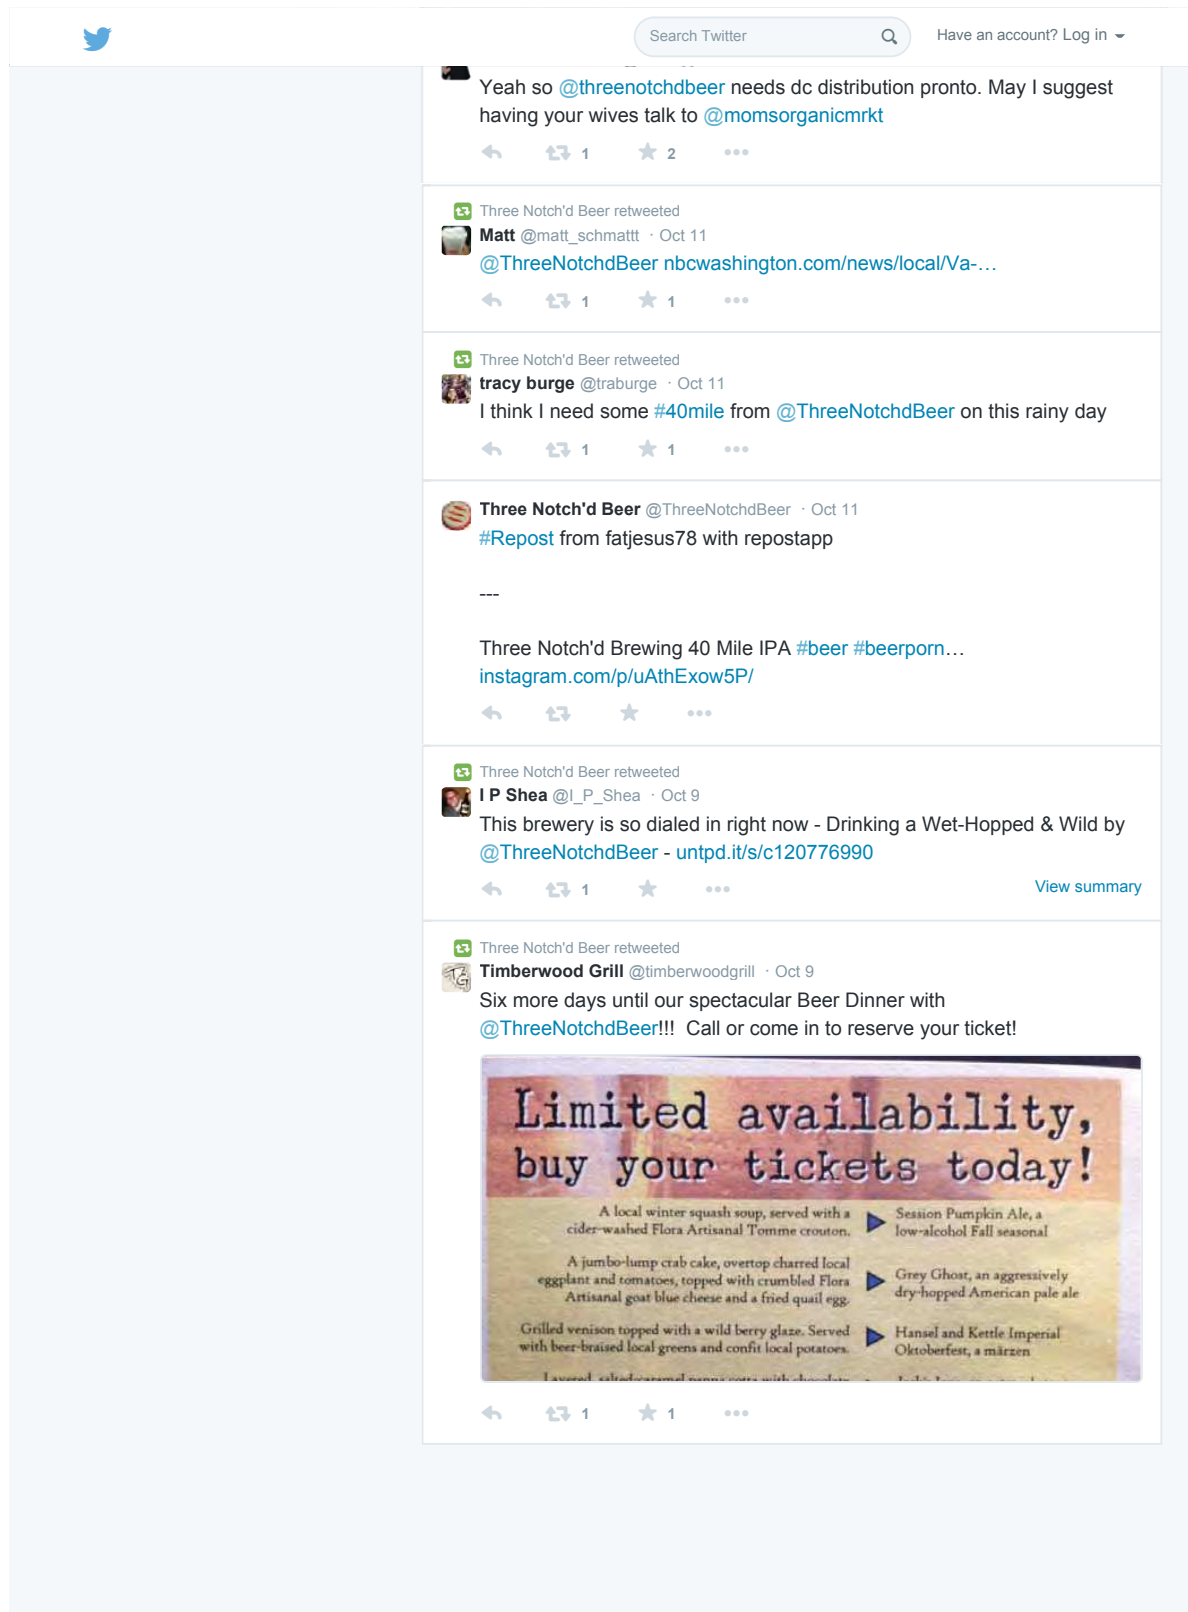 Search Twitter
Have an account? Log in
Yeah so @threenotchdbeer needs dc distribution pronto. May I suggest
having your wives talk to @momsorganicmrkt
1
2
Three Notch'd Beer retweeted
Matt @matt_schmattt · Oct 11
@ThreeNotchdBeer nbcwashington.com/news/local/Va-…
1
1
Three Notch'd Beer retweeted
tracy burge @traburge · Oct 11
I think I need some #40mile from @ThreeNotchdBeer on this rainy day
1
1
Three Notch'd Beer @ThreeNotchdBeer · Oct 11
#Repost from fatjesus78 with repostapp
---
Three Notch'd Brewing 40 Mile IPA #beer #beerporn…
instagram.com/p/uAthExow5P/
Three Notch'd Beer retweeted
I P Shea @I_P_Shea · Oct 9
This brewery is so dialed in right now - Drinking a Wet-Hopped & Wild by
@ThreeNotchdBeer - untpd.it/s/c120776990
1
View summary
Three Notch'd Beer retweeted
Timberwood Grill @timberwoodgrill · Oct 9
Six more days until our spectacular Beer Dinner with
@ThreeNotchdBeer!!! Call or come in to reserve your ticket!
Limited availability,
buy your tickets today!
A local winter squash soup, served with a
cider-washed Flora Artisanal Tomme crouton.
Session Pumpkin Ale, a
low-alcohol Fall seasonal
A jumbo-lump crab cake, overtop charred local
eggplant and tomatoes, topped with crumbled Flora
Artisanal goat blue cheese and a fried quail egg.
Grey Ghost, an aggressively
dry-hopped American pale ale
Grilled venison topped with a wild berry glaze. Served
with beer-braised local greens and confit local potatoes.
Hansel and Kettle Imperial
Oktoberfest, a märzen
Layered, salted-caramel panna cotta with chocolate
1
1